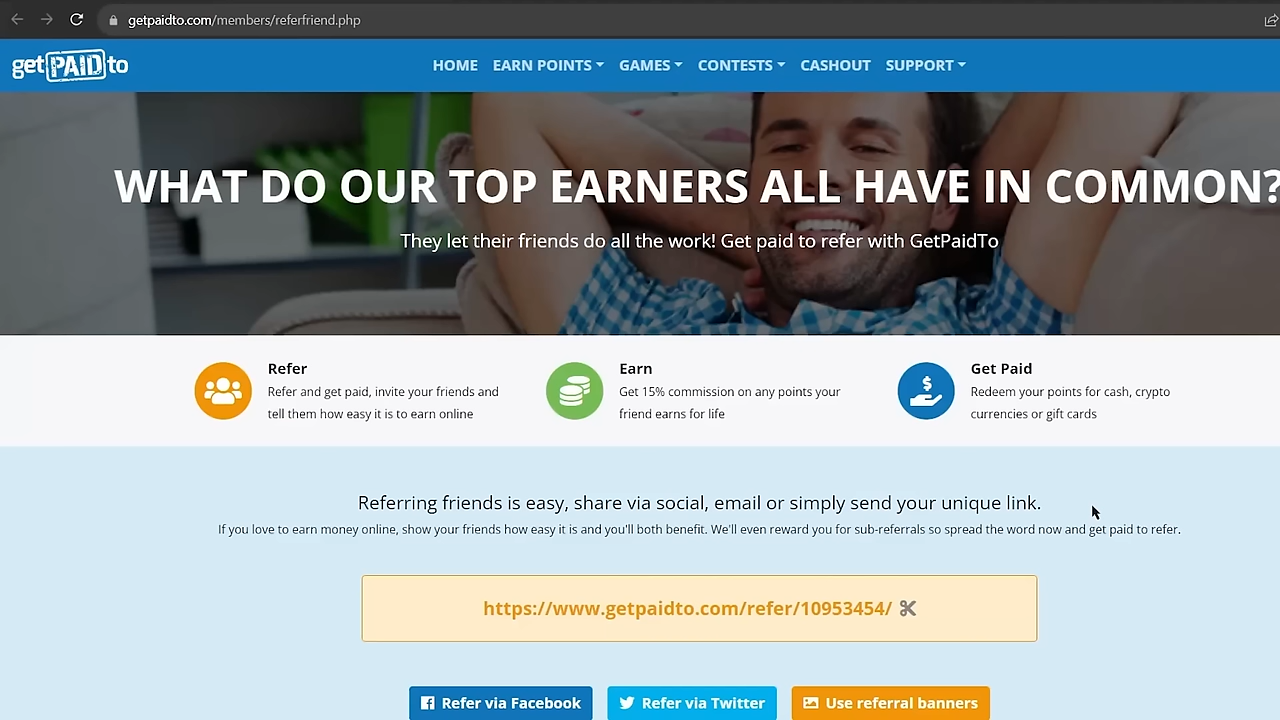 getpaidto.com/members/referfriend.php
getPAIDto
HOME EARN POINTS GAMES CONTESTS CASHOUT SUPPORT
WHAT DO OUR TOP EARNERS ALL HAVE IN COMMON?
They let their friends do all the work! Get paid to refer with GetPaidTo
Refer
Refer and get paid, invite your friends and
tell them how easy it is to earn online
Earn
Get 15% commission on any points your
friend earns for life
Get Paid
Redeem your points for cash, crypto
currencies or gift cards
Referring friends is easy, share via social, email or simply send your unique link.
If you love to earn money online, show your friends how easy it is and you'll both benefit. We'll even reward you for sub-referrals so spread the word now and get paid to refer.
https://www.getpaidto.com/refer/10953454/
Refer via Facebook Refer via Twitter Use referral banners